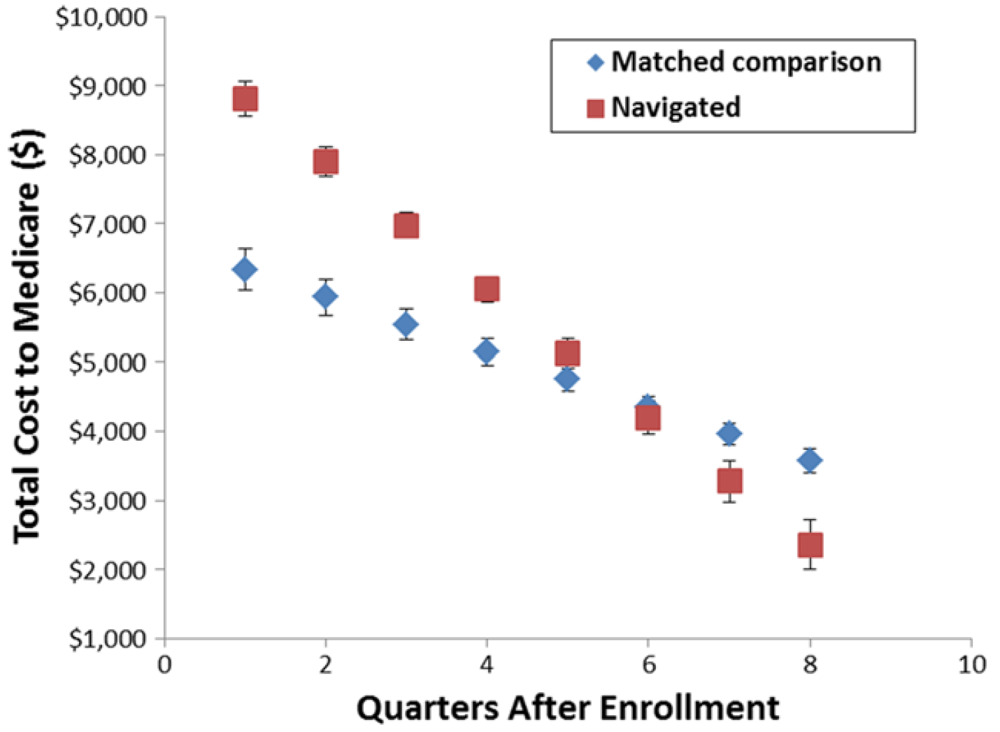 $10,000
$9,000
$8,000
$7,000
$6,000
$5,000
$4,000
$3,000
$2,000
$1,000
Total Cost to Medicare ($)
Matched comparison
Navigated
0 2 4 6 8 10
Quarters After Enrollment